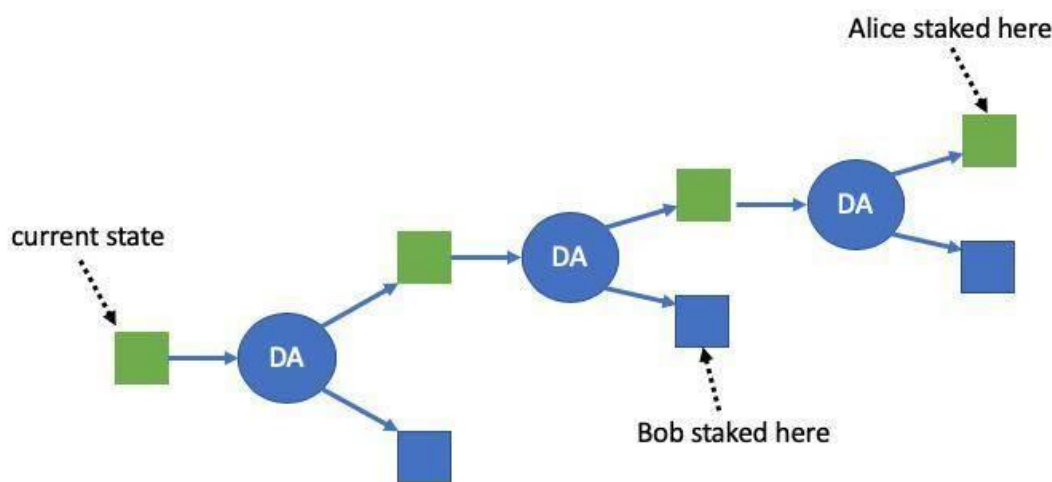 Alice staked here
DA
DA
current state
DA
Bob staked here